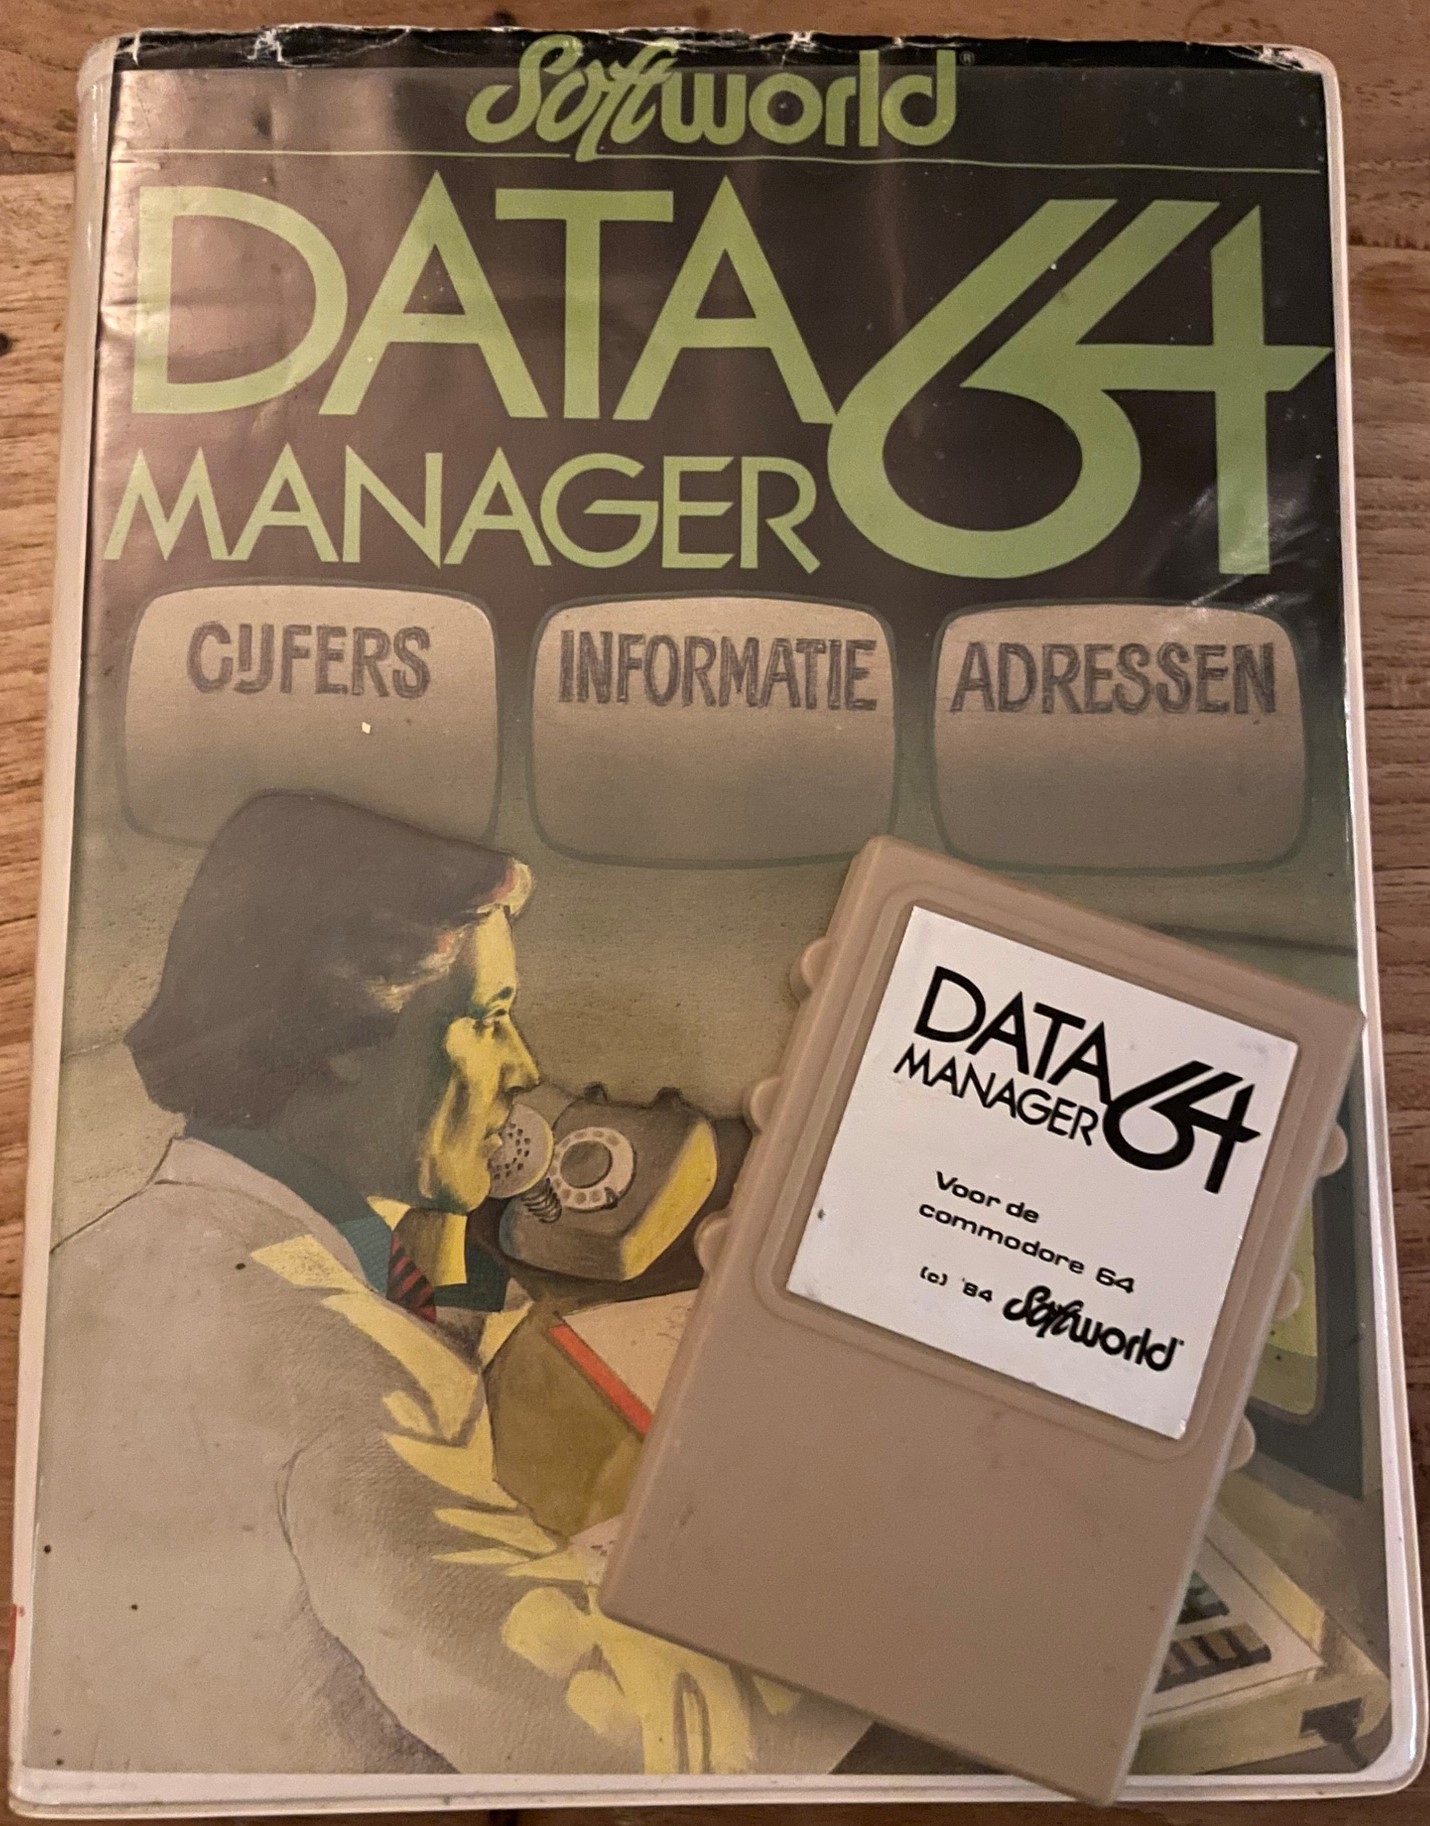 Softworld®
DATA
MANAGER 64
CIJFERS
INFORMATIE
ADRESSEN
DATA
MANAGER 64
Voor de
commodore 64
(c) '84 Softworld